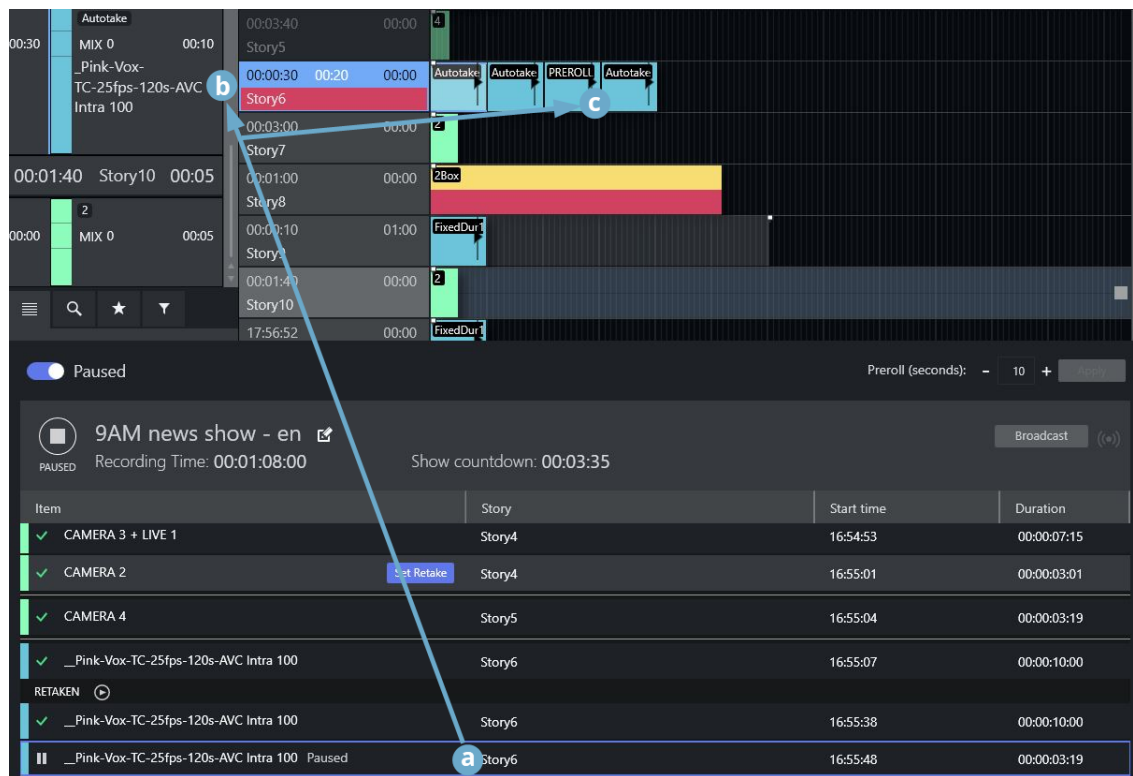 Autotake
00:30 MIX 0 00:10
_Pink-Vox-
TC-25fps-120s-AVC
Intra 100
b
00:01:40 Story10 00:05
2
00:00 MIX 0 00:05
00:03:40 00:00 4
Story5
00:00:30 00:20 00:00 Autotake Autotake PREROLL Autotake
Story6
c
00:03:00 00:00 2
Story7
00:01:00 00:00 2Box
Story8
00:00:10 01:00 FixedDur1
Story9
00:01:40 00:00 2
Story10
17:56:52 00:00 FixedDur1
Paused Preroll (seconds): - 10 + Apply
9AM news show - en Broadcast
PAUSED Recording Time: 00:01:08:00 Show countdown: 00:03:35
Item Story Start time Duration
CAMERA 3 + LIVE 1 Story4 16:54:53 00:00:07:15
CAMERA 2 Set Retake Story4 16:55:01 00:00:03:01
CAMERA 4 Story5 16:55:04 00:00:03:19
__Pink-Vox-TC-25fps-120s-AVC Intra 100 Story6 16:55:07 00:00:10:00
RETAKEN
__Pink-Vox-TC-25fps-120s-AVC Intra 100 Story6 16:55:38 00:00:10:00
__Pink-Vox-TC-25fps-120s-AVC Intra 100 Paused a Story6 16:55:48 00:00:03:19